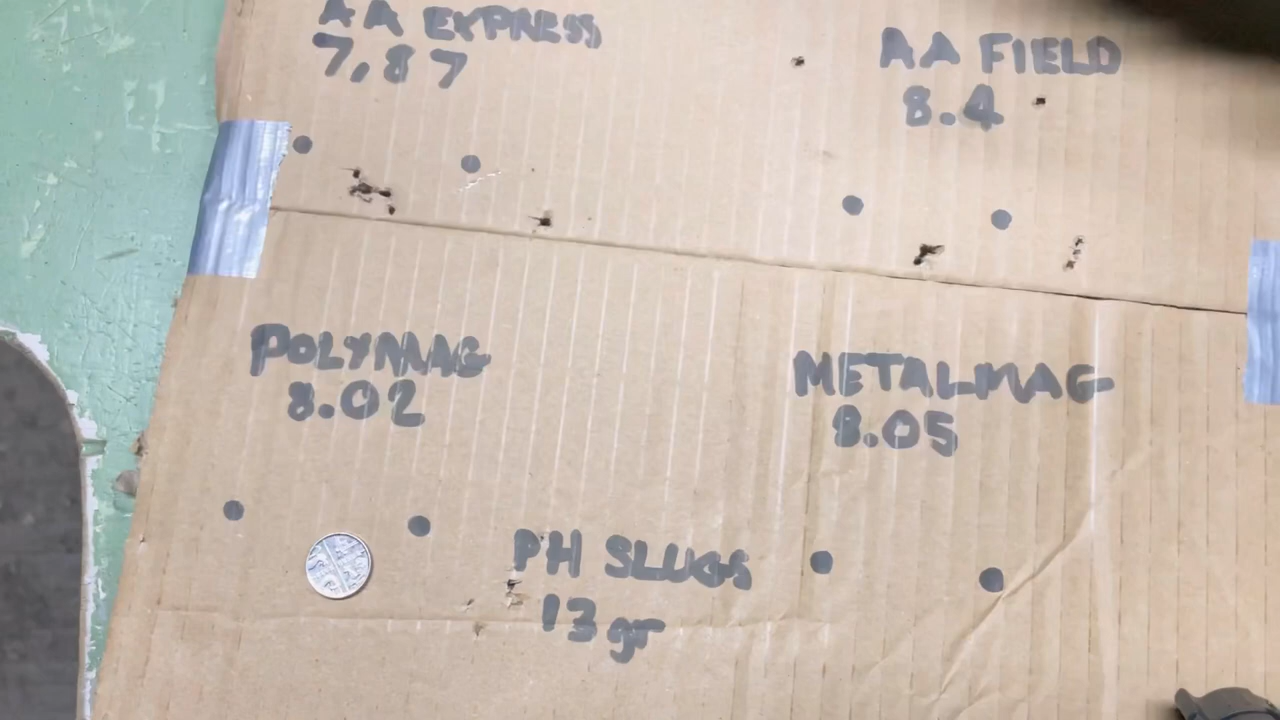 AA EXPRESS
7,87
AA FIELD
8.4
POLYMAG
8.02
METALMAG
8.05
PH SLUGS
13 gr